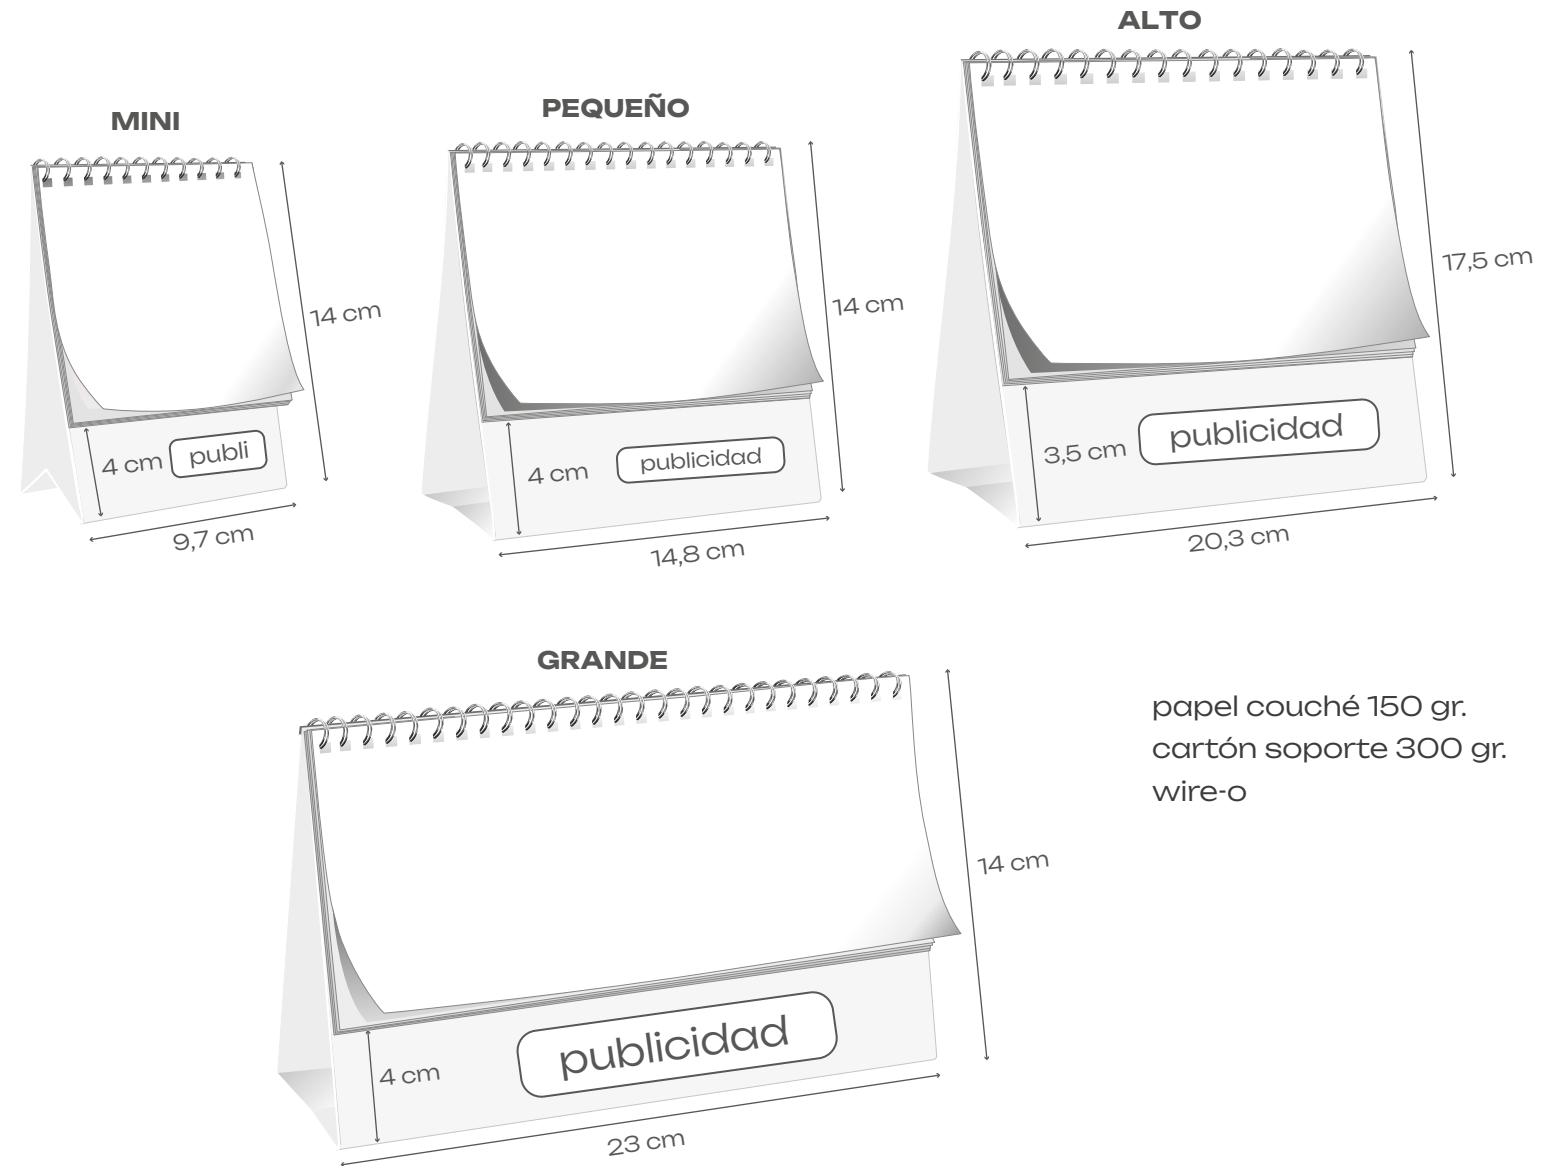 ALTO
MINI
PEQUEÑO
14 cm
14 cm
17,5 cm
4 cm
publi
4 cm
publicidad
3,5 cm
publicidad
9,7 cm
14,8 cm
20,3 cm
GRANDE
papel couché 150 gr.
cartón soporte 300 gr.
wire-o
14 cm
4 cm
publicidad
23 cm